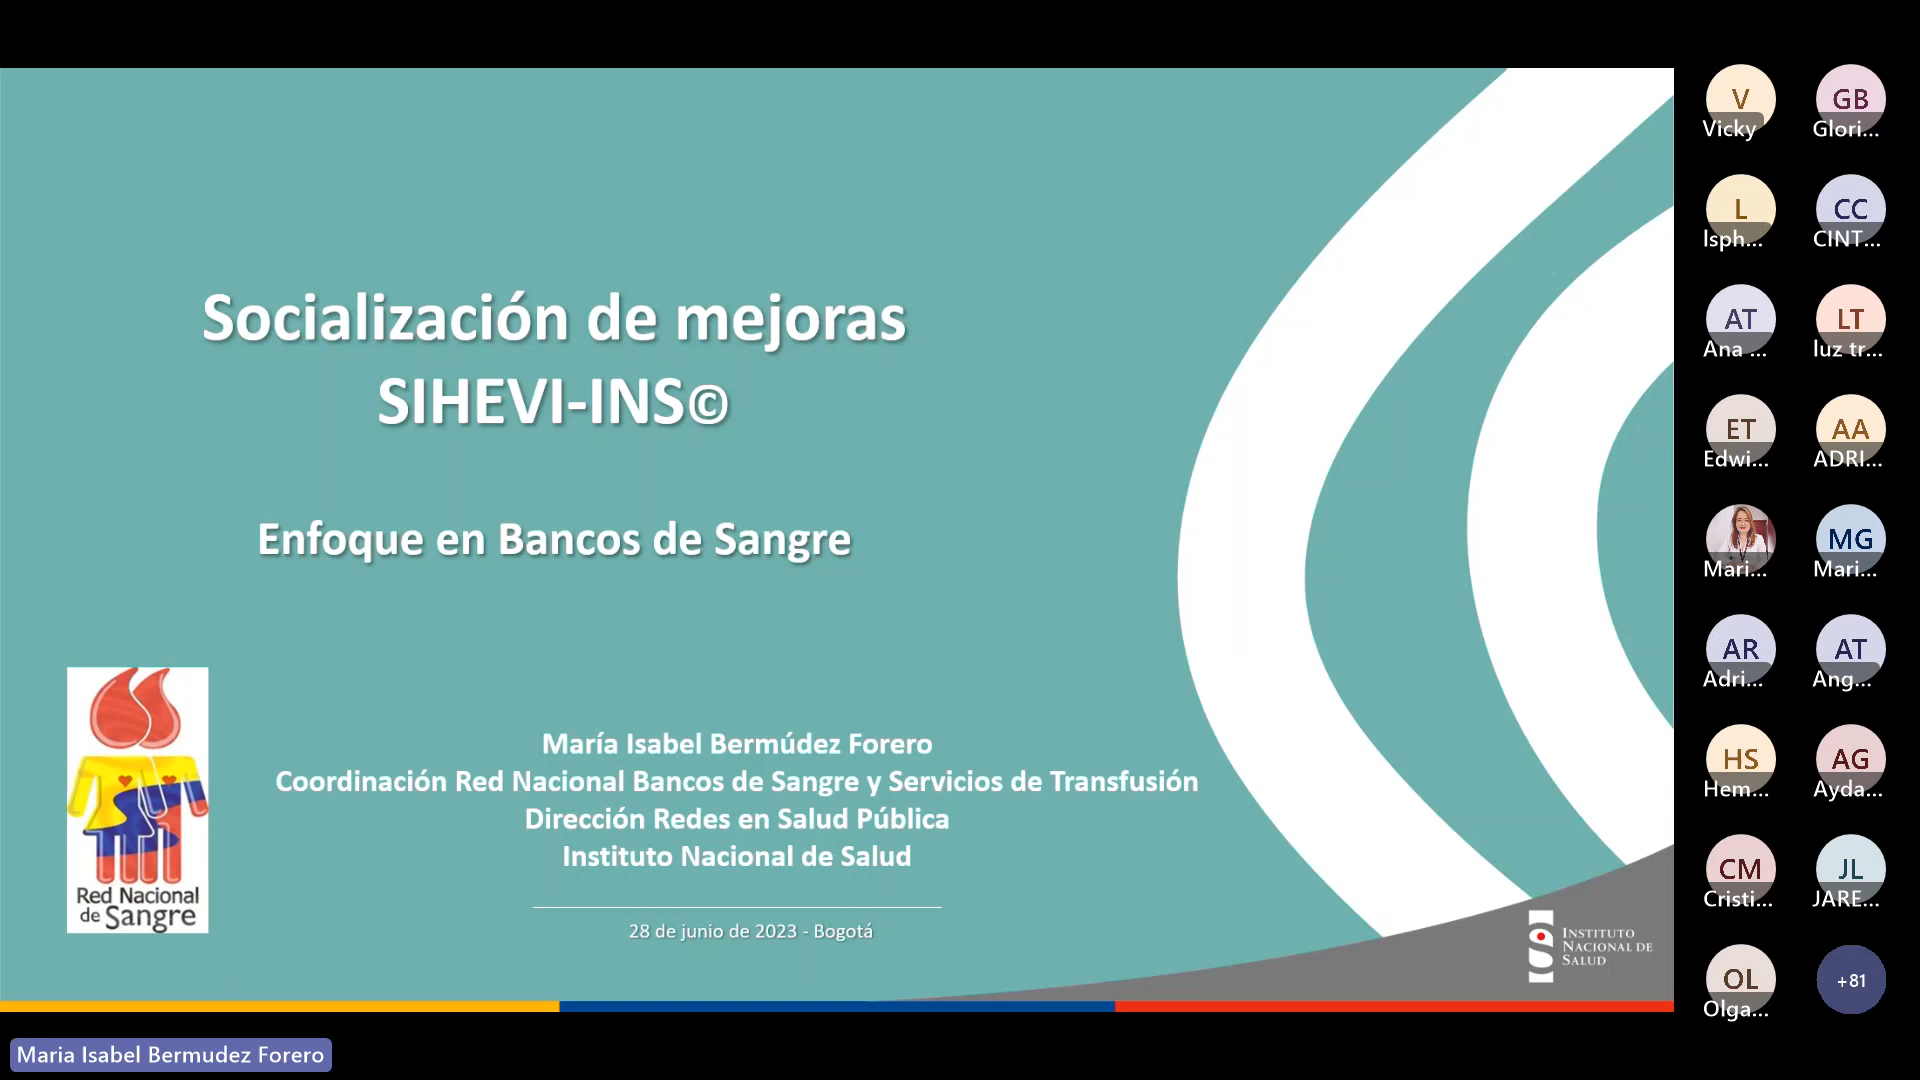 Socialización de mejoras
SIHEVI-INS©
Enfoque en Bancos de Sangre
María Isabel Bermúdez Forero
Coordinación Red Nacional Bancos de Sangre y Servicios de Transfusión
Dirección Redes en Salud Pública
Instituto Nacional de Salud
28 de junio de 2023 - Bogotá
Red Nacional
de Sangre
INSTITUTO
NACIONAL DE
SALUD
Maria Isabel Bermudez Forero
V
Vicky
GB
Glori...
L
lsph...
CC
CINT...
AT
Ana ...
LT
luz tr...
ET
Edwi...
AA
ADRI...
Mari...
MG
Mari...
AR
Adri...
AT
Ang...
HS
Hem...
AG
Ayda...
CM
Cristi...
JL
JARE...
OL
Olga...
+81